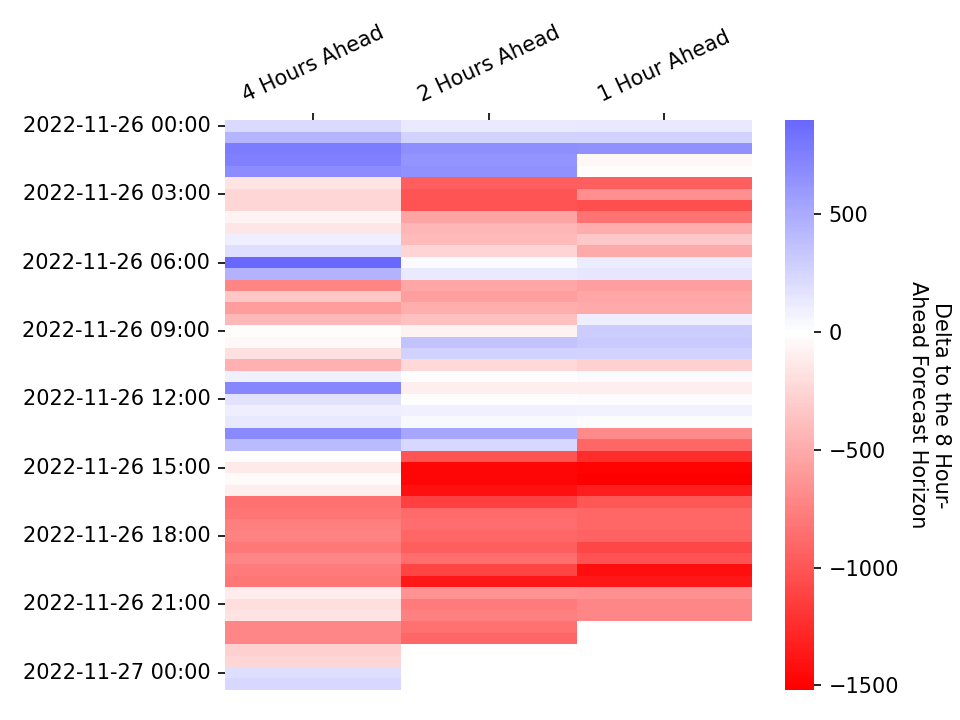 4 Hours Ahead
2 Hours Ahead
1 Hour Ahead
2022-11-26 00:00
2022-11-26 03:00
2022-11-26 06:00
2022-11-26 09:00
2022-11-26 12:00
2022-11-26 15:00
2022-11-26 18:00
2022-11-26 21:00
2022-11-27 00:00
500
0
−500
−1000
−1500
Delta to the 8 Hour-
Ahead Forecast Horizon